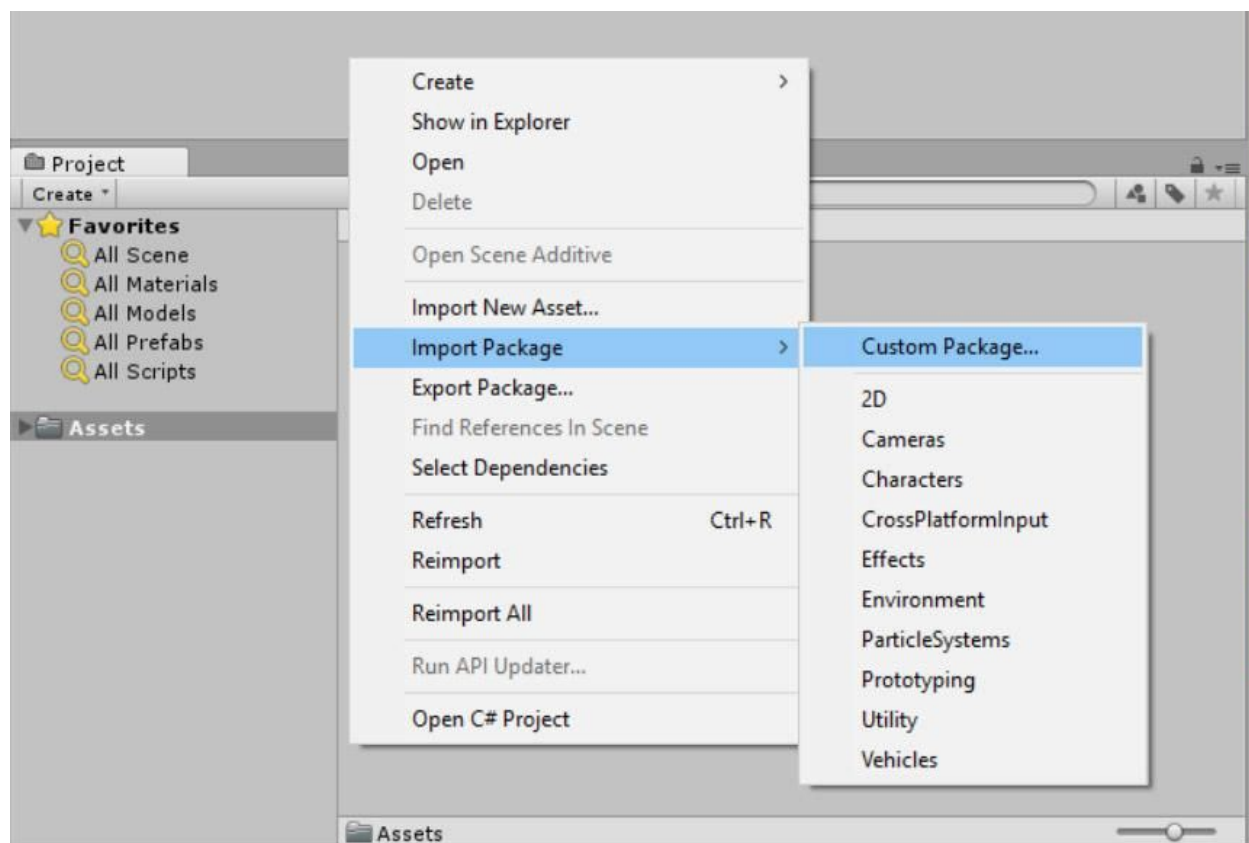 Project
Create
Favorites
All Scene
All Materials
All Models
All Prefabs
All Scripts
Assets
Create
Show in Explorer
Open
Delete
Open Scene Additive
Import New Asset...
Import Package
Export Package...
Find References In Scene
Select Dependencies
Refresh Ctrl+R
Reimport
Reimport All
Run API Updater...
Open C# Project
Custom Package...
2D
Cameras
Characters
CrossPlatformInput
Effects
Environment
ParticleSystems
Prototyping
Utility
Vehicles
Assets